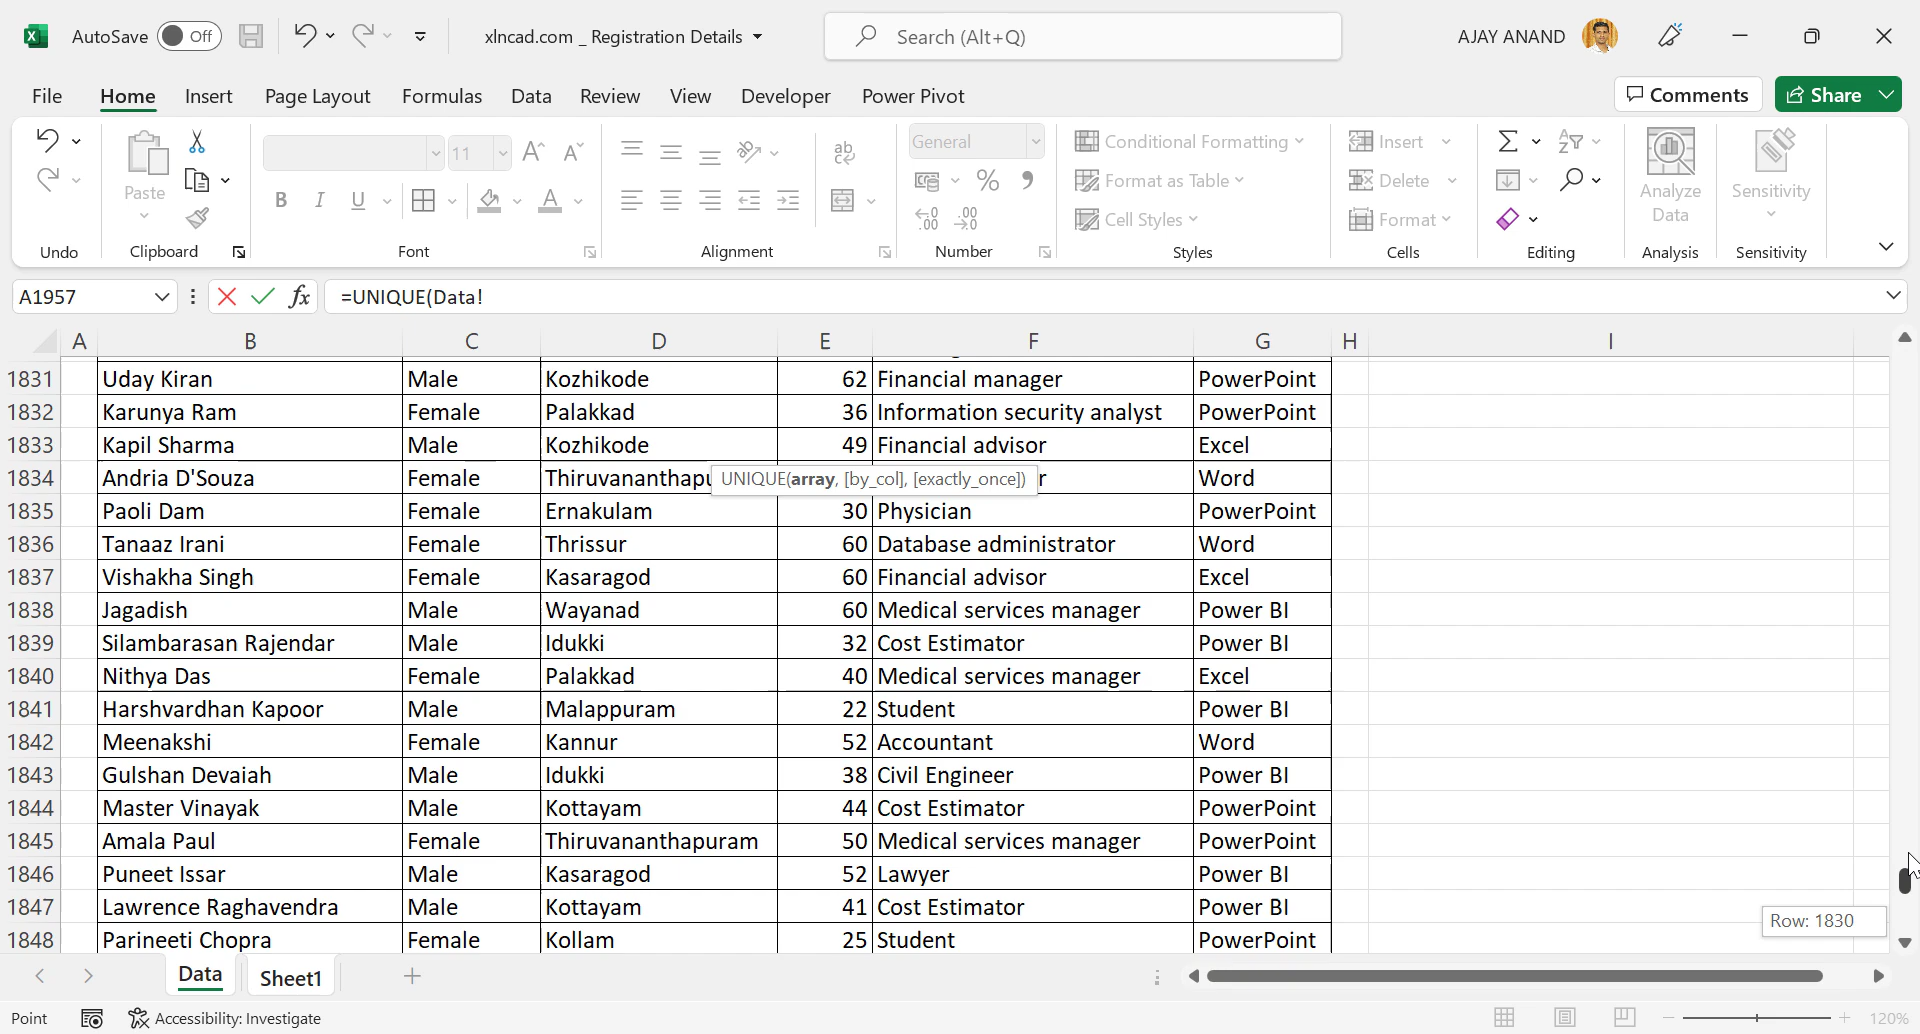 AutoSave Off xlncad.com _ Registration Details Search (Alt+Q) AJAY ANAND
File Home Insert Page Layout Formulas Data Review View Developer Power Pivot Comments Share
Paste
11
General
Conditional Formatting
Format as Table
Cell Styles
Insert
Delete
Format
Analyze Data
Sensitivity
Undo Clipboard Font Alignment Number Styles Cells Editing Analysis Sensitivity
A1957 fx =UNIQUE(Data!
A B C D E F G H I
1831 Uday Kiran Male Kozhikode 62 Financial manager PowerPoint
1832 Karunya Ram Female Palakkad 36 Information security analyst PowerPoint
1833 Kapil Sharma Male Kozhikode 49 Financial advisor Excel
1834 Andria D'Souza Female Word
UNIQUE(array, [by_col], [exactly_once])
1835 Paoli Dam Female Ernakulam 30 Physician PowerPoint
1836 Tanaaz Irani Female Thrissur 60 Database administrator Word
1837 Vishakha Singh Female Kasaragod 60 Financial advisor Excel
1838 Jagadish Male Wayanad 60 Medical services manager Power BI
1839 Silambarasan Rajendar Male Idukki 32 Cost Estimator Power BI
1840 Nithya Das Female Palakkad 40 Medical services manager Excel
1841 Harshvardhan Kapoor Male Malappuram 22 Student Power BI
1842 Meenakshi Female Kannur 52 Accountant Word
1843 Gulshan Devaiah Male Idukki 38 Civil Engineer Power BI
1844 Master Vinayak Male Kottayam 44 Cost Estimator PowerPoint
1845 Amala Paul Female Thiruvananthapuram 50 Medical services manager PowerPoint
1846 Puneet Issar Male Kasaragod 52 Lawyer Power BI
1847 Lawrence Raghavendra Male Kottayam 41 Cost Estimator Power BI
Row: 1830
1848 Parineeti Chopra Female Kollam 25 Student PowerPoint
Data Sheet1
Point Accessibility: Investigate 120%